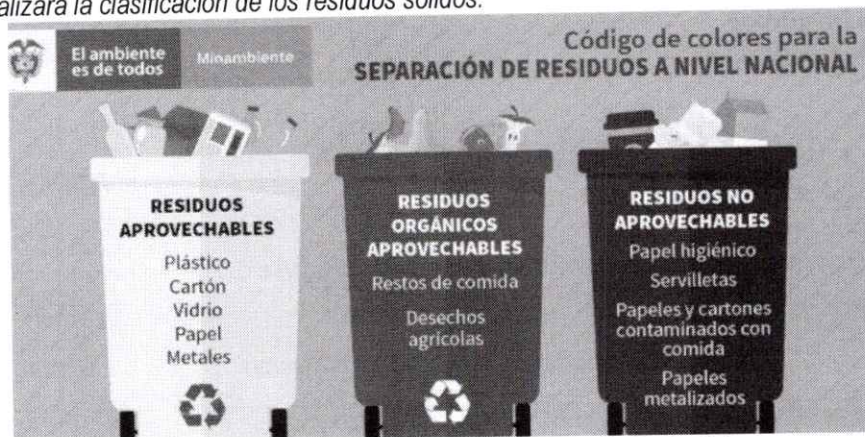 alizará la clasificación de los residuos sólidos.
El ambiente
es de todos
Minambiente
Código de colores para la
SEPARACIÓN DE RESIDUOS A NIVEL NACIONAL
RESIDUOS
APROVECHABLES
Plástico
Cartón
Vidrio
Papel
Metales
RESIDUOS
ORGÁNICOS
APROVECHABLES
Restos de comida
Desechos
agrícolas
RESIDUOS NO
APROVECHABLES
Papel higiénico
Servilletas
Papeles y cartones
contaminados con
comida
Papeles
metalizados